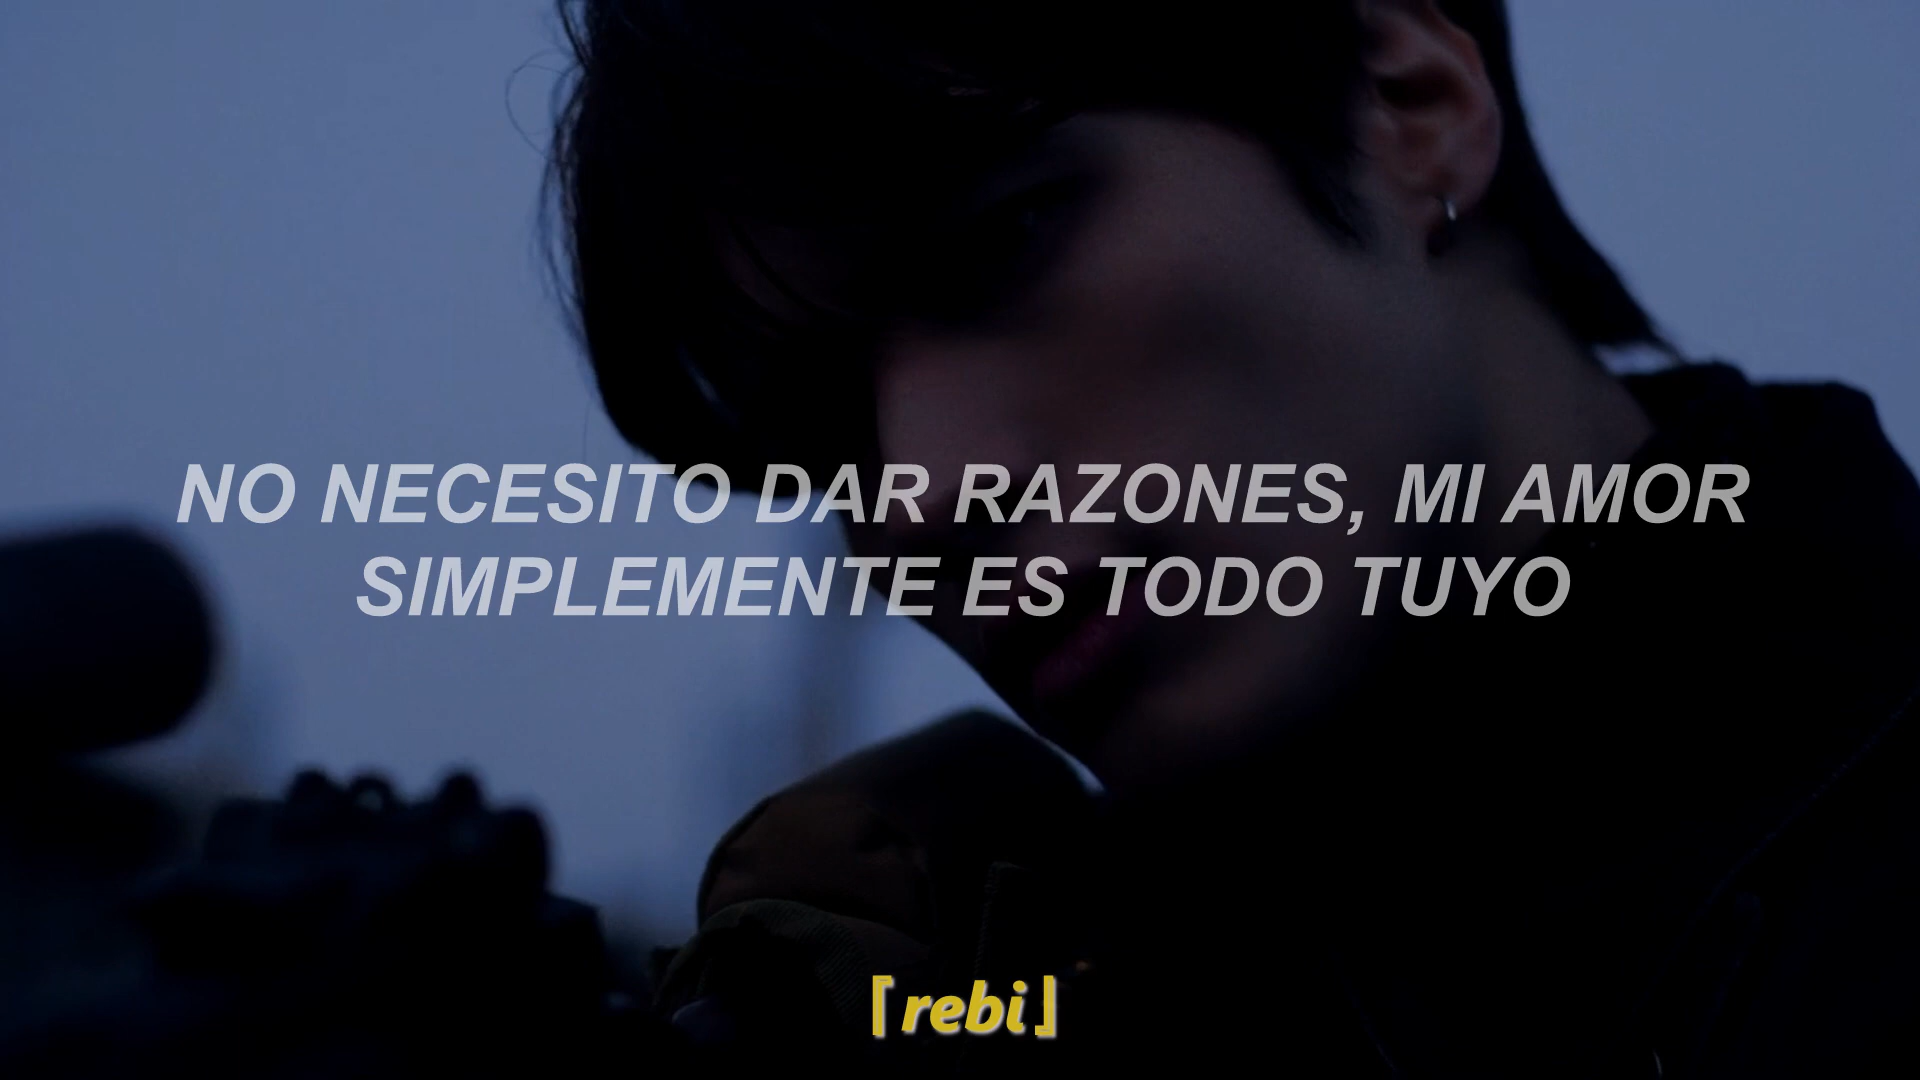 NO NECESITO DAR RAZONES, MI AMOR
SIMPLEMENTE ES TODO TUYO
『rebi』